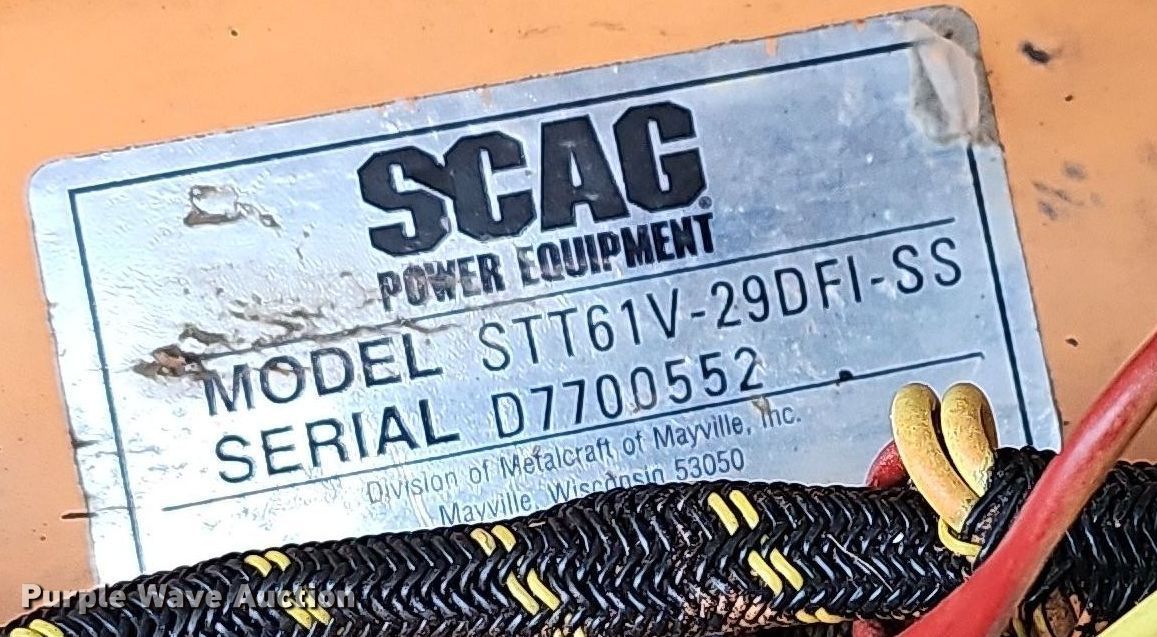 SCAG®
POWER EQUIPMENT
MODEL STT61V-29DFI-SS
SERIAL D7700552
Division of Metalcraft of Mayville, Inc.
Mayville, Wisconsin 53050
Purple Wave Auction